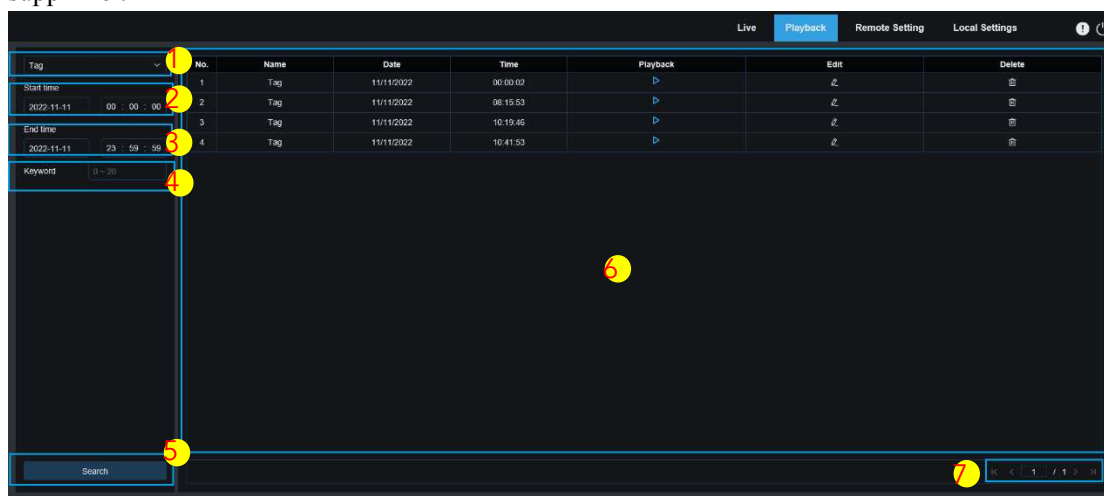 Live Playback Remote Setting Local Settings
Tag 1
Start time
2022-11-11 00 : 00 : 00 2
End time
2022-11-11 23 : 59 : 59 3
Keyword 0 ~ 20 4
No. Name Date Time Playback Edit Delete
1 Tag 11/11/2022 00:00:02
2 Tag 11/11/2022 08:15:53
3 Tag 11/11/2022 10:19:46
4 Tag 11/11/2022 10:41:53
6
5
Search
7 1 / 1